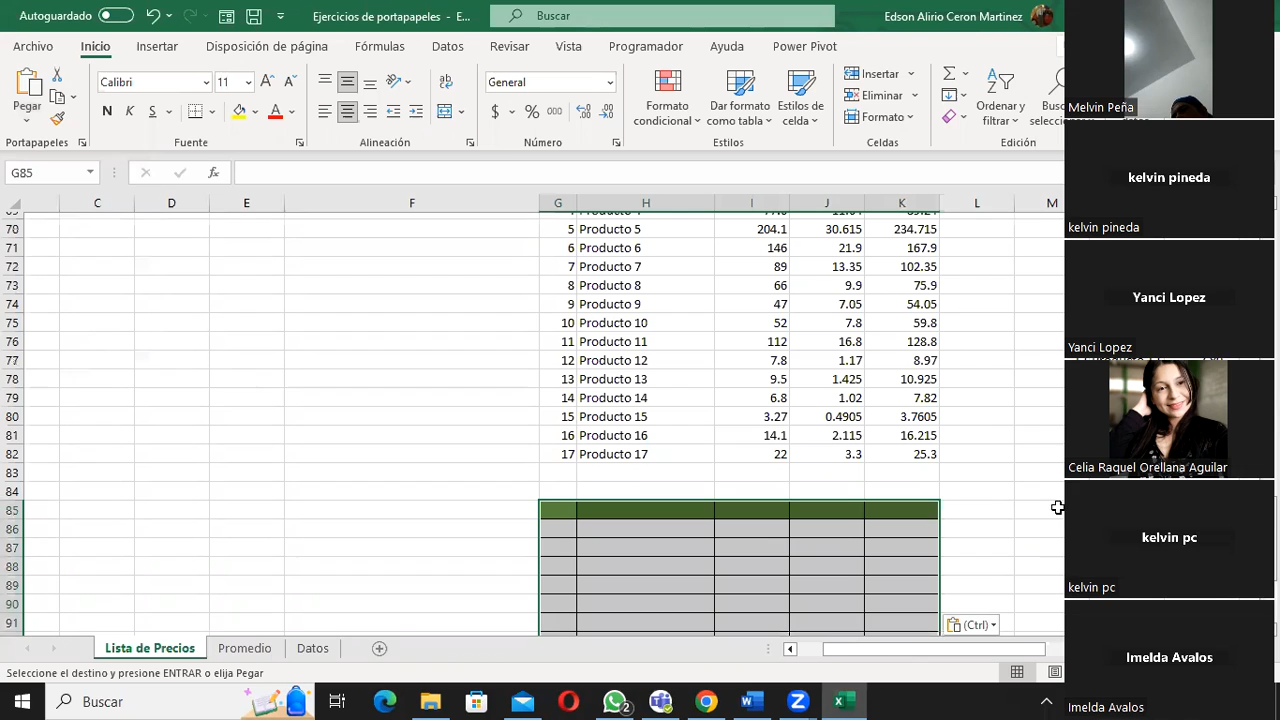 Autoguardado
Ejercicios de portapapeles - E...
Buscar
Edson Alirio Ceron Martinez
Archivo Inicio Insertar Disposición de página Fórmulas Datos Revisar Vista Programador Ayuda Power Pivot
Pegar
Calibri 11
General
Formato condicional
Dar formato como tabla
Estilos de celda
Insertar
Eliminar
Formato
Ordenar y filtrar
N K S
$ % 000
Portapapeles Fuente Alineación Número Estilos Celdas Edición
G85 fx
C D E F G H I J K L M
70 5 Producto 5 204.1 30.615 234.715
71 6 Producto 6 146 21.9 167.9
72 7 Producto 7 89 13.35 102.35
73 8 Producto 8 66 9.9 75.9
74 9 Producto 9 47 7.05 54.05
75 10 Producto 10 52 7.8 59.8
76 11 Producto 11 112 16.8 128.8
77 12 Producto 12 7.8 1.17 8.97
78 13 Producto 13 9.5 1.425 10.925
79 14 Producto 14 6.8 1.02 7.82
80 15 Producto 15 3.27 0.4905 3.7605
81 16 Producto 16 14.1 2.115 16.215
82 17 Producto 17 22 3.3 25.3
83
84
85
86
87
88
89
90
91
(Ctrl)
Lista de Precios Promedio Datos
Seleccione el destino y presione ENTRAR o elija Pegar
Buscar
2
Melvin Peña
kelvin pineda
kelvin pineda
Yanci Lopez
Yanci Lopez
Celia Raquel Orellana Aguilar
kelvin pc
kelvin pc
Imelda Avalos
Imelda Avalos